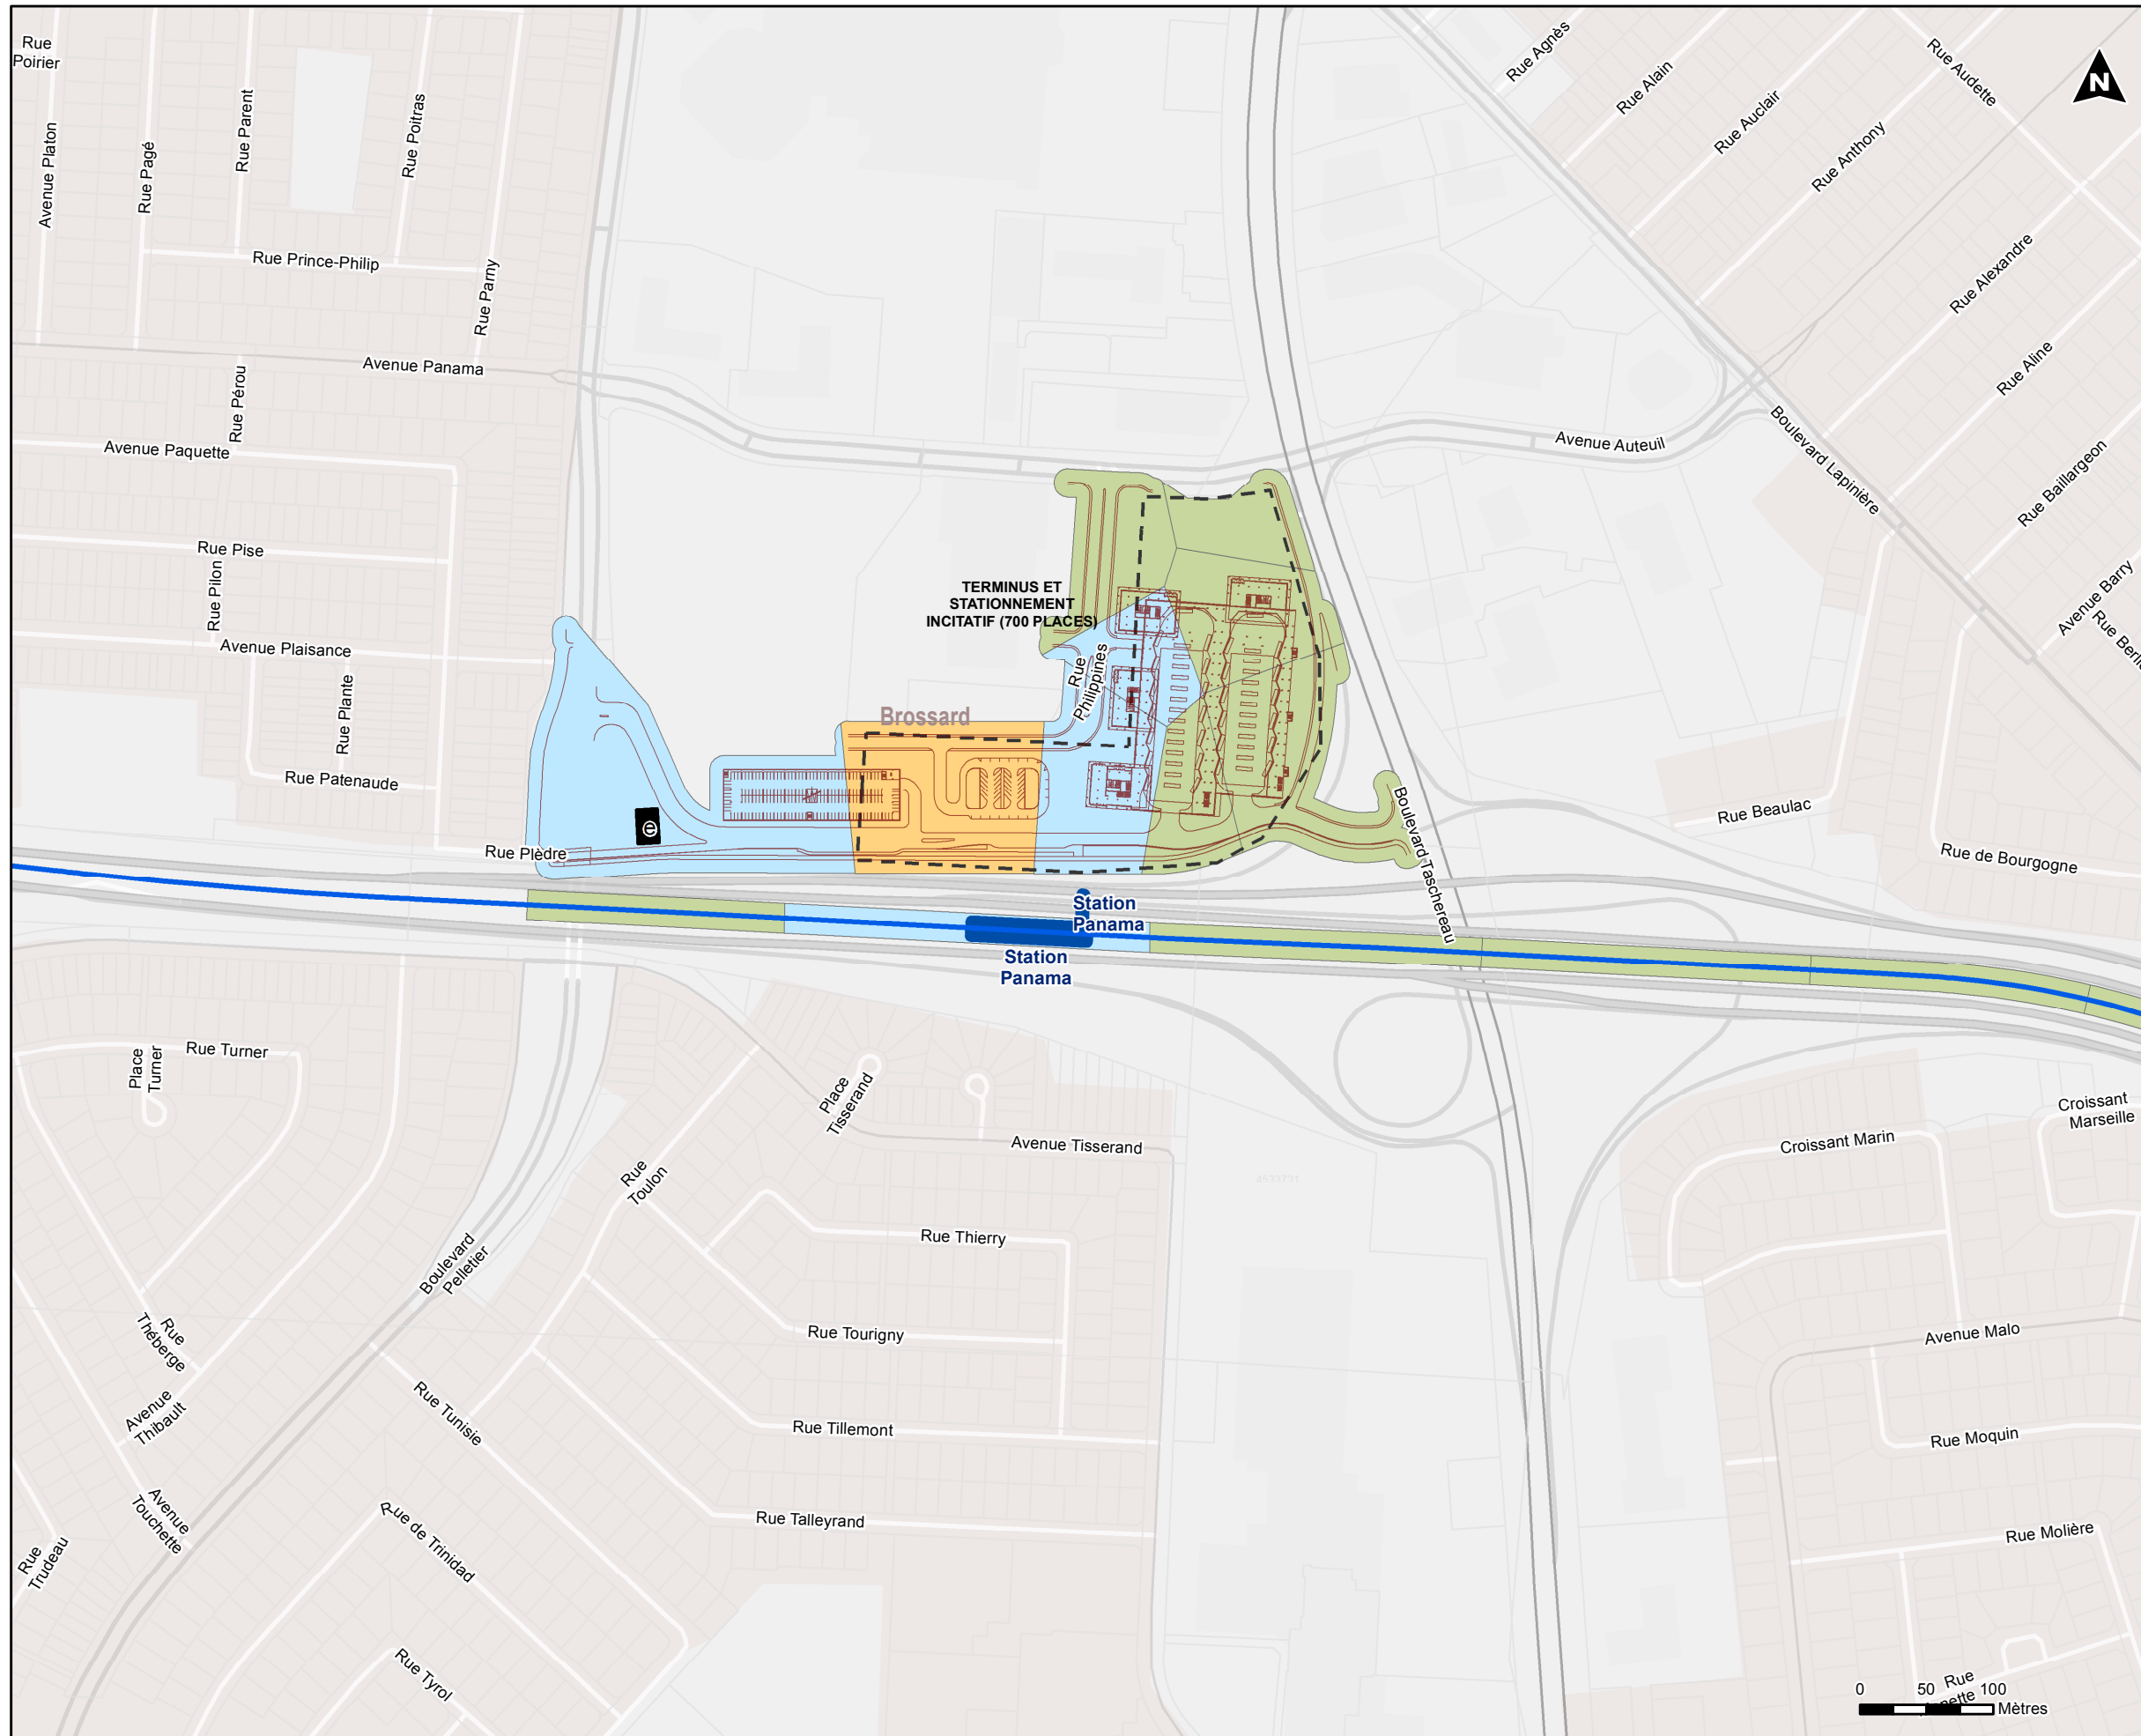 Rue
Poirier
Avenue Platon
Rue Pagé
Rue Parent
Rue Poitras
Rue Prince-Philip
Rue Parny
Avenue Panama
Rue Pérou
Avenue Paquette
Rue Pise
Rue Pilon
Avenue Plaisance
Rue Plante
Rue Patenaude
Rue Plèdre
Rue Agnès
Rue Alain
Rue Auclair
Rue Anthony
Rue Audette
N
Rue Alexandre
Rue Aline
Rue Baillargeon
Avenue Auteuil
Boulevard Lapinière
Avenue Barry
Rue Berli
TERMINUS ET
STATIONNEMENT
INCITATIF (700 PLACES)
Rue
Philippines
Brossard
e
Boulevard Taschereau
Rue Beaulac
Rue de Bourgogne
Station
Panama
Station
Panama
Place
Turner
Rue Turner
Place
Tisserand
Avenue Tisserand
Rue
Toulon
4533731
Croissant Marin
Croissant
Marseille
Boulevard
Pelletier
Rue Thierry
Rue
Théberge
Rue Tourigny
Avenue Malo
Avenue
Thibault
Rue Tunisie
Rue Tillemont
Rue Moquin
Avenue
Touchette
Rue de Trinidad
Rue Talleyrand
Rue Molière
Rue
Trudeau
Rue Tyrol
Rue
0 50 100
Mètres